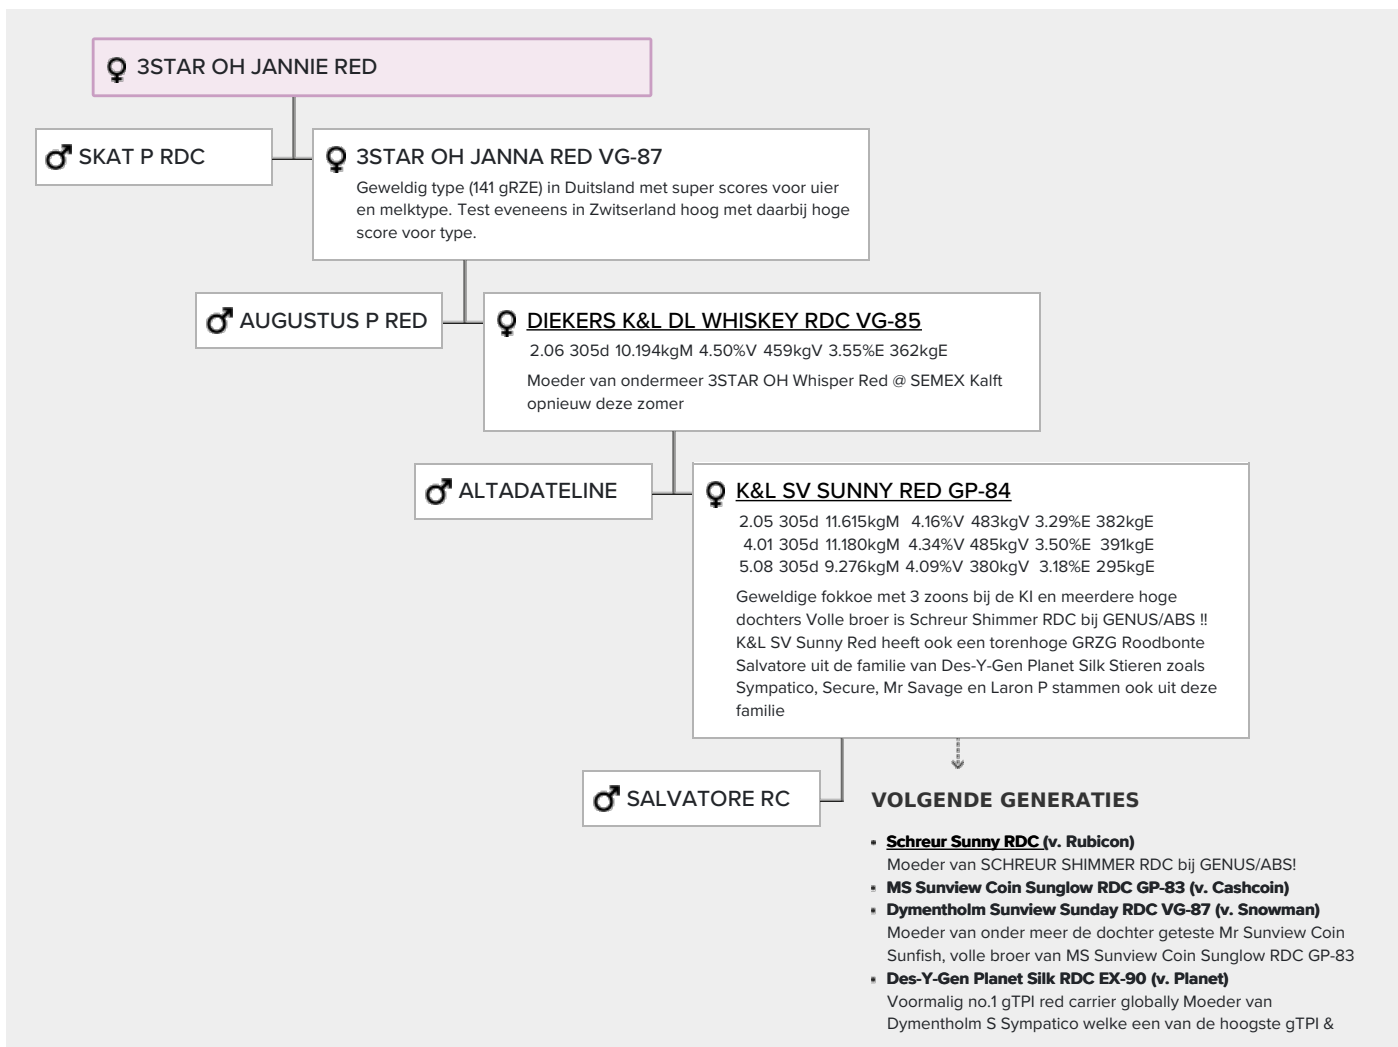 3STAR OH JANNIE RED
SKAT P RDC
3STAR OH JANNA RED VG-87
Geweldig type (141 gRZE) in Duitsland met super scores voor uier
en melktype. Test eveneens in Zwitserland hoog met daarbij hoge
score voor type.
AUGUSTUS P RED
DIEKERS K&L DL WHISKEY RDC VG-85
2.06 305d 10.194kgM 4.50%V 459kgV 3.55%E 362kgE
Moeder van ondermeer 3STAR OH Whisper Red @ SEMEX Kalft
opnieuw deze zomer
ALTADATELINE
K&L SV SUNNY RED GP-84
2.05 305d 11.615kgM 4.16%V 483kgV 3.29%E 382kgE
4.01 305d 11.180kgM 4.34%V 485kgV 3.50%E 391kgE
5.08 305d 9.276kgM 4.09%V 380kgV 3.18%E 295kgE
Geweldige fokkoe met 3 zoons bij de KI en meerdere hoge
dochters Volle broer is Schreur Shimmer RDC bij GENUS/ABS !!
K&L SV Sunny Red heeft ook een torenhoge GRZG Roodbonte
Salvatore uit de familie van Des-Y-Gen Planet Silk Stieren zoals
Sympatico, Secure, Mr Savage en Laron P stammen ook uit deze
familie
SALVATORE RC
VOLGENDE GENERATIES
Schreur Sunny RDC (v. Rubicon)
Moeder van SCHREUR SHIMMER RDC bij GENUS/ABS!
MS Sunview Coin Sunglow RDC GP-83 (v. Cashcoin)
Dymentholm Sunview Sunday RDC VG-87 (v. Snowman)
Moeder van onder meer de dochter geteste Mr Sunview Coin
Sunfish, volle broer van MS Sunview Coin Sunglow RDC GP-83
Des-Y-Gen Planet Silk RDC EX-90 (v. Planet)
Voormalig no.1 gTPI red carrier globally Moeder van
Dymentholm S Sympatico welke een van de hoogste gTPI &